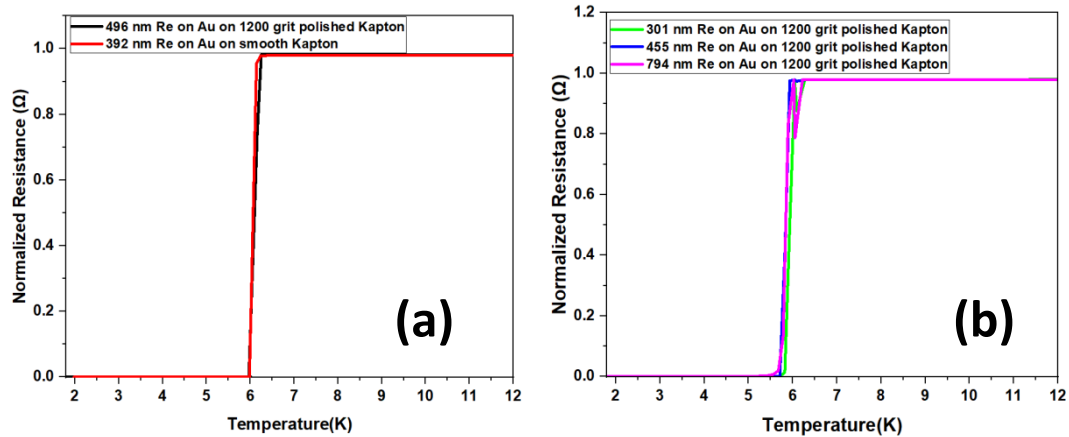 496 nm Re on Au on 1200 grit polished Kapton
392 nm Re on Au on smooth Kapton
1.0
0.8
0.6
0.4
0.2
0.0
Normalized Resistance (Ω)
(a)
2 3 4 5 6 7 8 9 10 11 12
Temperature(K)
301 nm Re on Au on 1200 grit polished Kapton
455 nm Re on Au on 1200 grit polished Kapton
794 nm Re on Au on 1200 grit polished Kapton
1.2
1.0
0.8
0.6
0.4
0.2
0.0
Normalized Resistance (Ω)
(b)
2 3 4 5 6 7 8 9 10 11 12
Temperature(K)